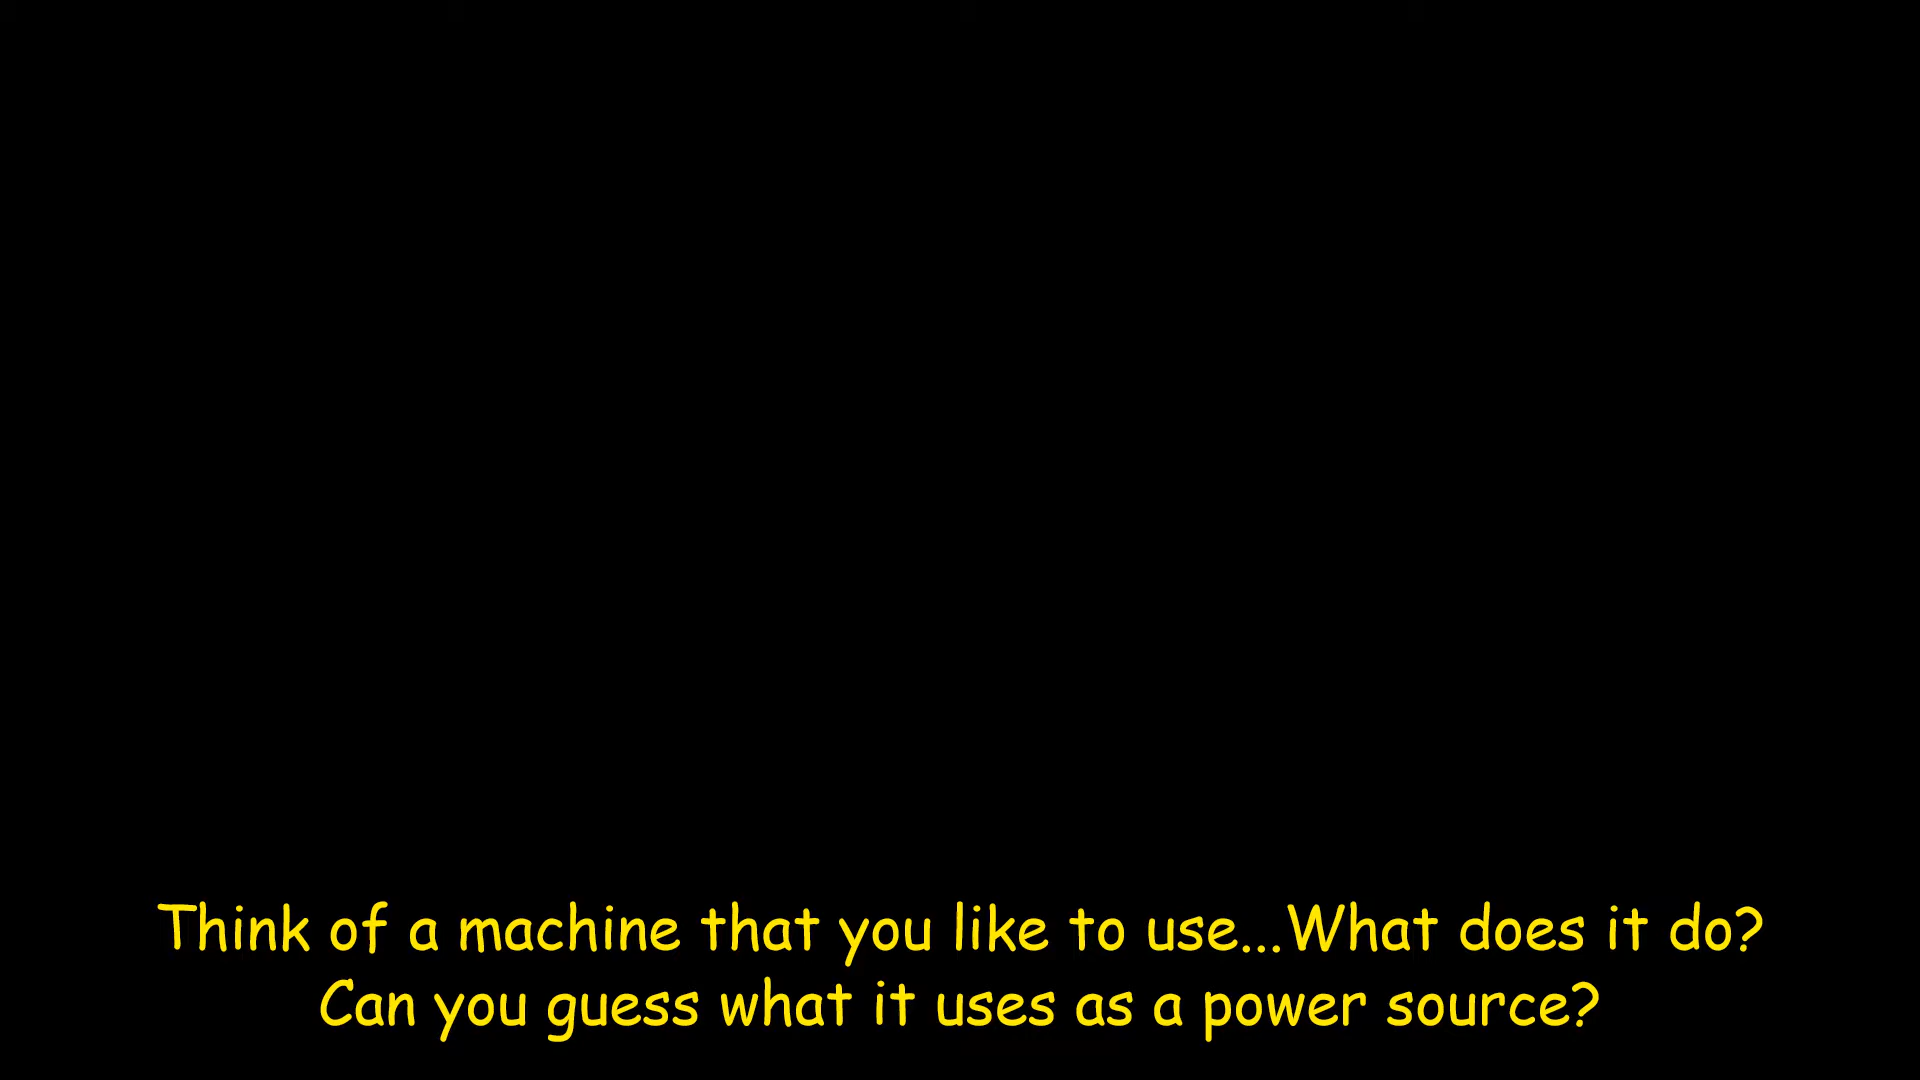 Think of a machine that you like to use...What does it do?
Can you guess what it uses as a power source?